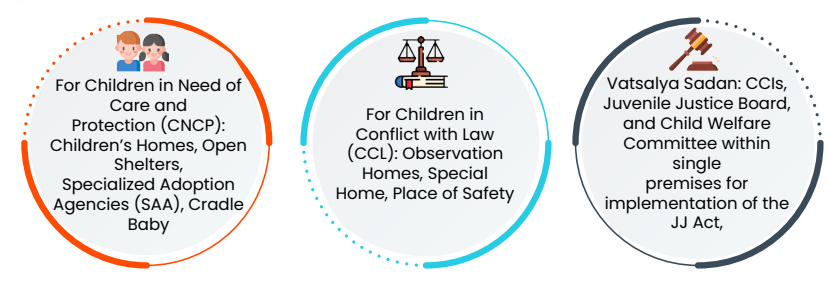 For Children in Need of
Care and
Protection (CNCP):
Children's Homes, Open
Shelters,
Specialized Adoption
Agencies (SAA), Cradle
Baby
For Children in
Conflict with Law
(CCL): Observation
Homes, Special
Home, Place of Safety
Vatsalya Sadan: CCIs,
Juvenile Justice Board,
and Child Welfare
Committee within
single
premises for
implementation of the
JJ Act,